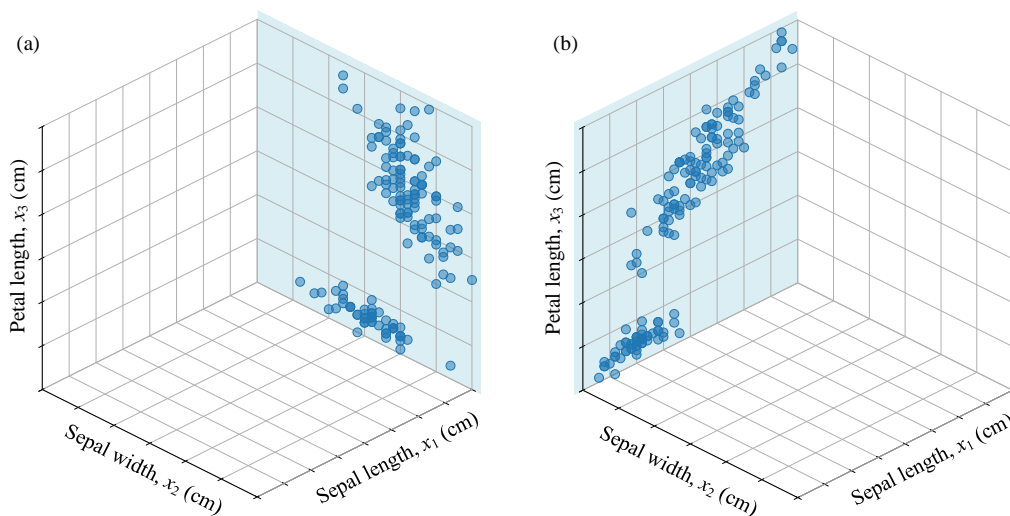 (a)
Petal length, x₃ (cm)
Sepal width, x₂ (cm)
Sepal length, x₁ (cm)
(b)
Petal length, x₃ (cm)
Sepal width, x₂ (cm)
Sepal length, x₁ (cm)